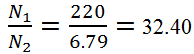 N₁/N₂ = 220/6.79 = 32.40